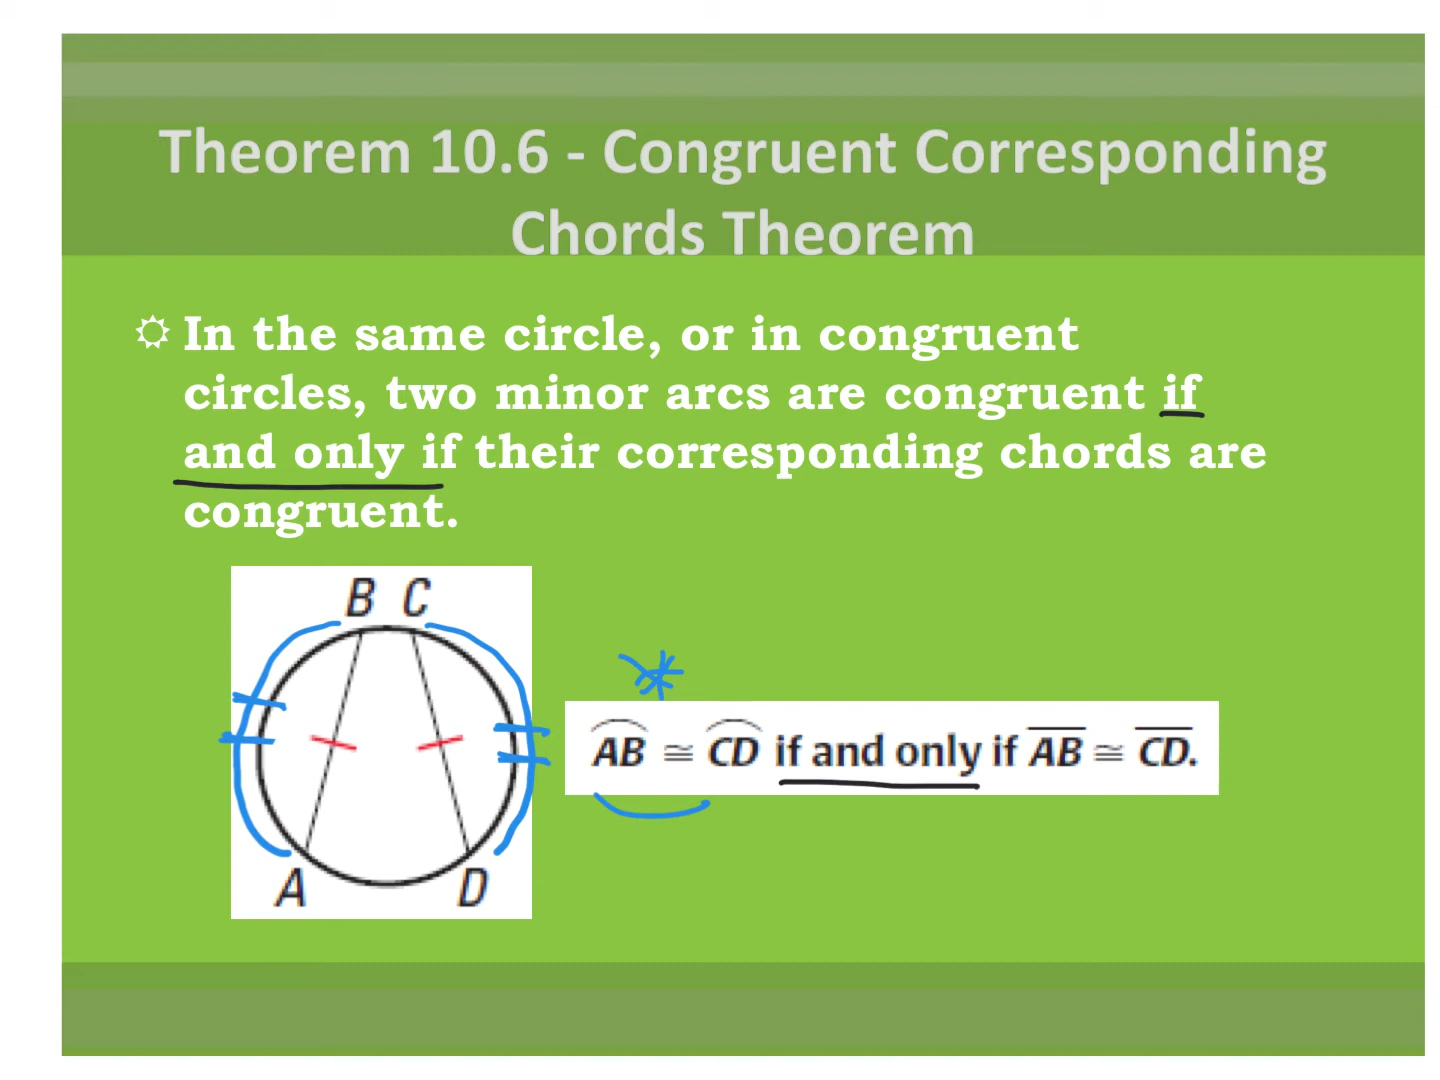 Theorem 10.6 - Congruent Corresponding
Chords Theorem
In the same circle, or in congruent
circles, two minor arcs are congruent if
and only if their corresponding chords are
congruent.
B C
A D
AB ≅ CD if and only if AB ≅ CD.